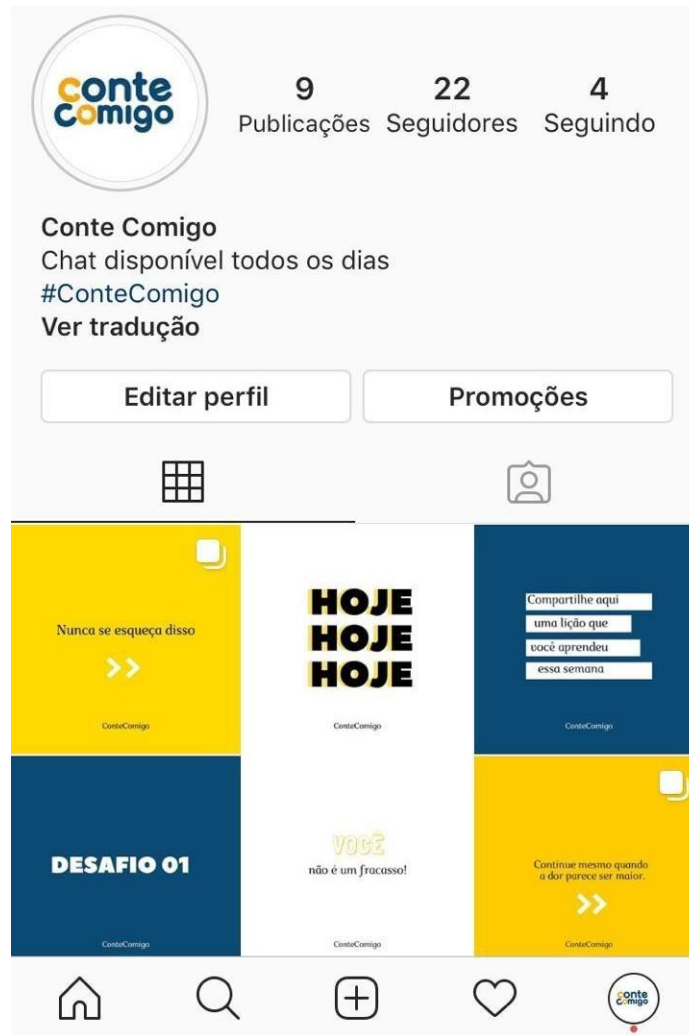 conte
comigo
9
Publicações
22
Seguidores
4
Seguindo
Conte Comigo
Chat disponível todos os dias
#ConteComigo
Ver tradução
Editar perfil
Promoções
Nunca se esqueça disso
ConteComigo
HOJE
HOJE
HOJE
ConteComigo
Compartilhe aqui
uma lição que
você aprendeu
essa semana
ConteComigo
DESAFIO 01
ConteComigo
VOCÊ
não é um fracasso!
ConteComigo
Continue mesmo quando
a dor parece ser maior.
ConteComigo
conte
comigo